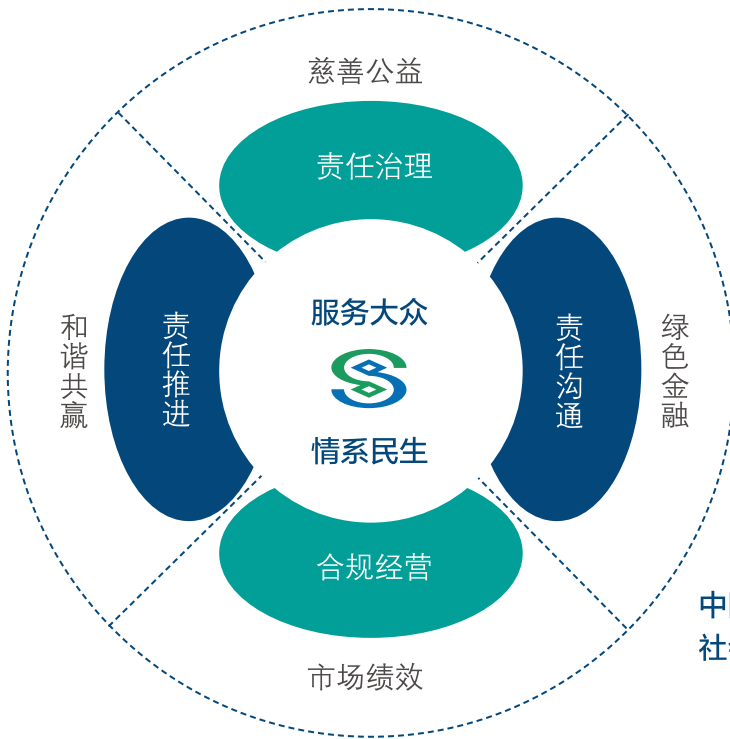 慈善公益
责任治理
服务大众
和谐共赢
责任推进
责任沟通
绿色金融
情系民生
合规经营
中
社
市场绩效